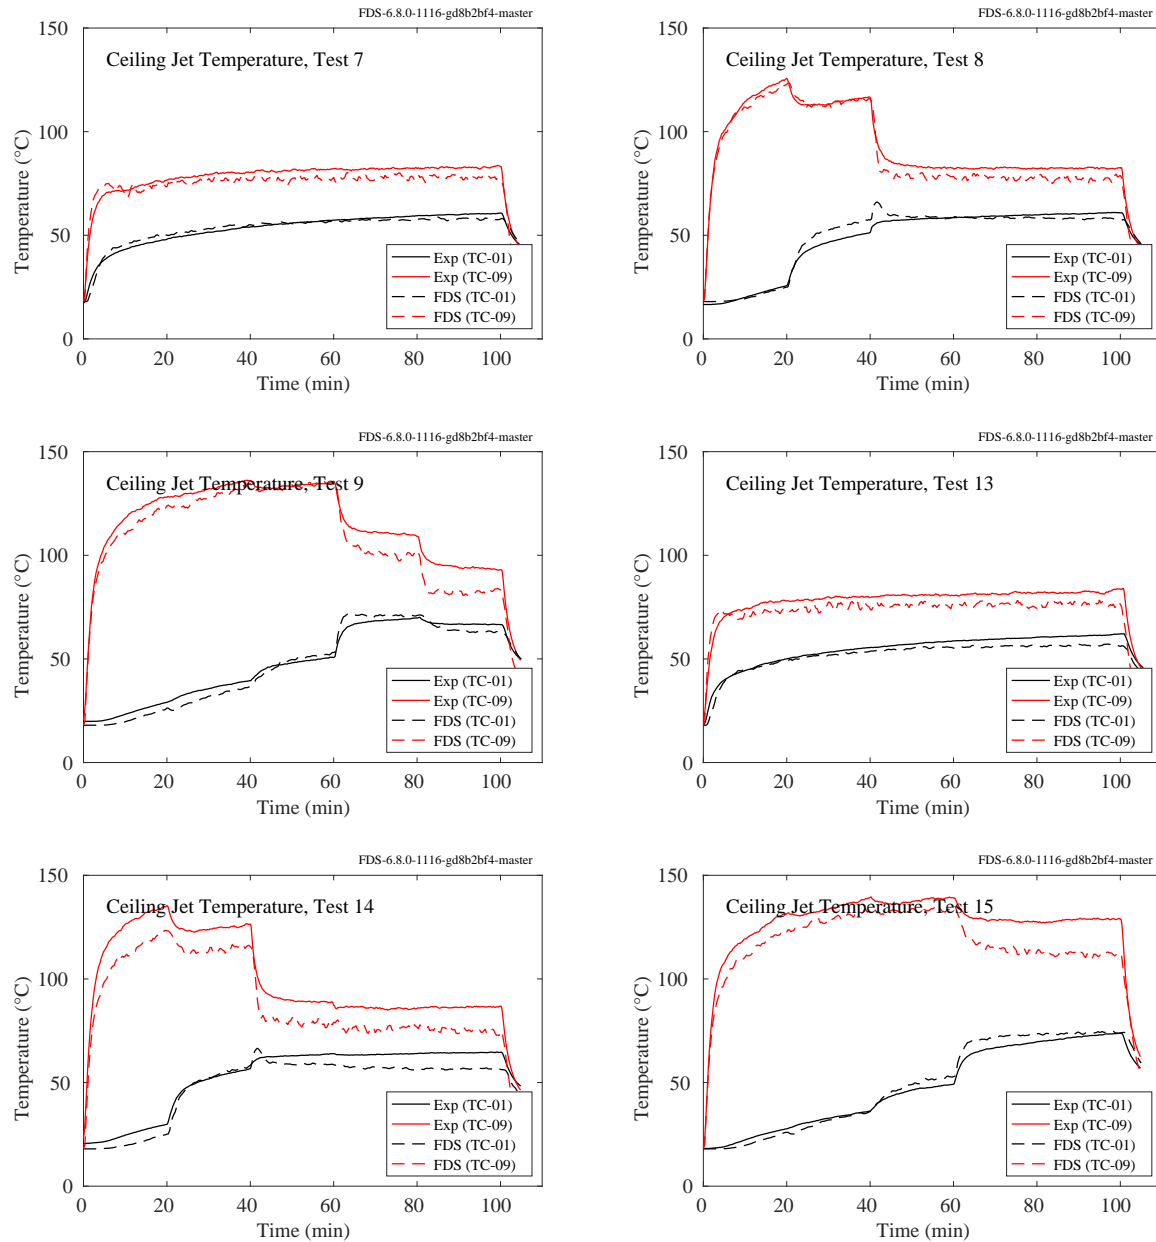 FDS-6.8.0-1116-gd8b2bf4-master
Ceiling Jet Temperature, Test 7
Temperature (°C)
150
100
50
0
Exp (TC-01)
Exp (TC-09)
FDS (TC-01)
FDS (TC-09)
0 20 40 60 80 100
Time (min)
FDS-6.8.0-1116-gd8b2bf4-master
Ceiling Jet Temperature, Test 8
Temperature (°C)
150
100
50
0
Exp (TC-01)
Exp (TC-09)
FDS (TC-01)
FDS (TC-09)
0 20 40 60 80 100
Time (min)
FDS-6.8.0-1116-gd8b2bf4-master
Ceiling Jet Temperature, Test 9
Temperature (°C)
150
100
50
0
Exp (TC-01)
Exp (TC-09)
FDS (TC-01)
FDS (TC-09)
0 20 40 60 80 100
Time (min)
FDS-6.8.0-1116-gd8b2bf4-master
Ceiling Jet Temperature, Test 13
Temperature (°C)
150
100
50
0
Exp (TC-01)
Exp (TC-09)
FDS (TC-01)
FDS (TC-09)
0 20 40 60 80 100
Time (min)
FDS-6.8.0-1116-gd8b2bf4-master
Ceiling Jet Temperature, Test 14
Temperature (°C)
150
100
50
0
Exp (TC-01)
Exp (TC-09)
FDS (TC-01)
FDS (TC-09)
0 20 40 60 80 100
Time (min)
FDS-6.8.0-1116-gd8b2bf4-master
Ceiling Jet Temperature, Test 15
Temperature (°C)
150
100
50
0
Exp (TC-01)
Exp (TC-09)
FDS (TC-01)
FDS (TC-09)
0 20 40 60 80 100
Time (min)